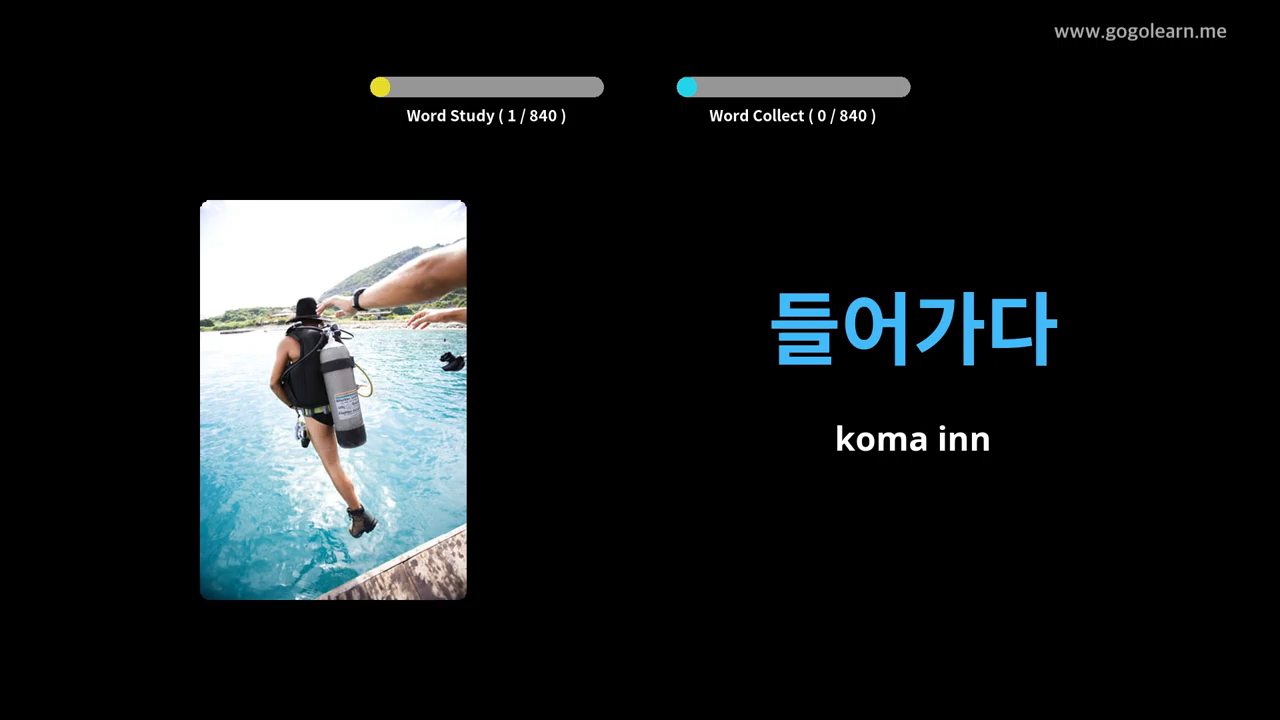 www.gogolearn.me
Word Study ( 1 / 840 )
Word Collect ( 0 / 840 )
들어가다
koma inn